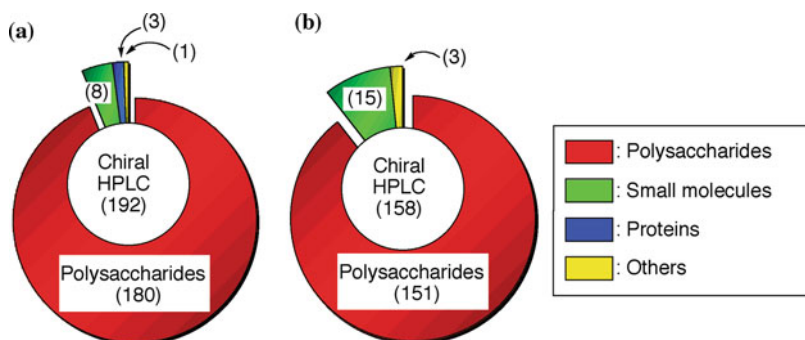 (a)
(3)
(1)
(8)
Chiral
HPLC
(192)
Polysaccharides
(180)
(b)
(3)
(15)
Chiral
HPLC
(158)
Polysaccharides
(151)
: Polysaccharides
: Small molecules
: Proteins
: Others